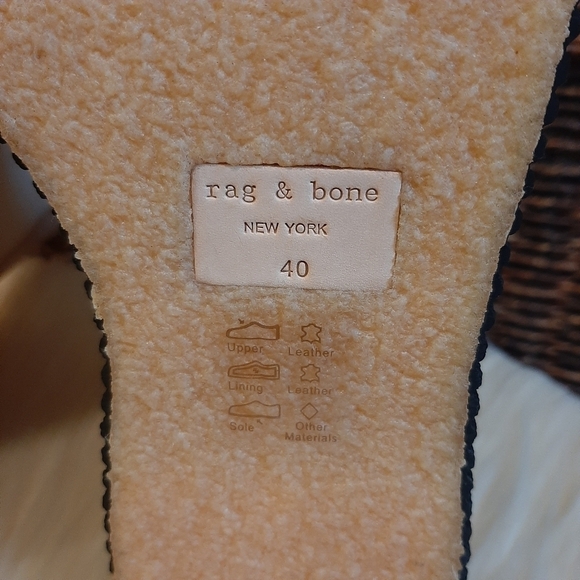 rag & bone
NEW YORK
40
Upper Leather
Lining Leather
Sole Other
Materials